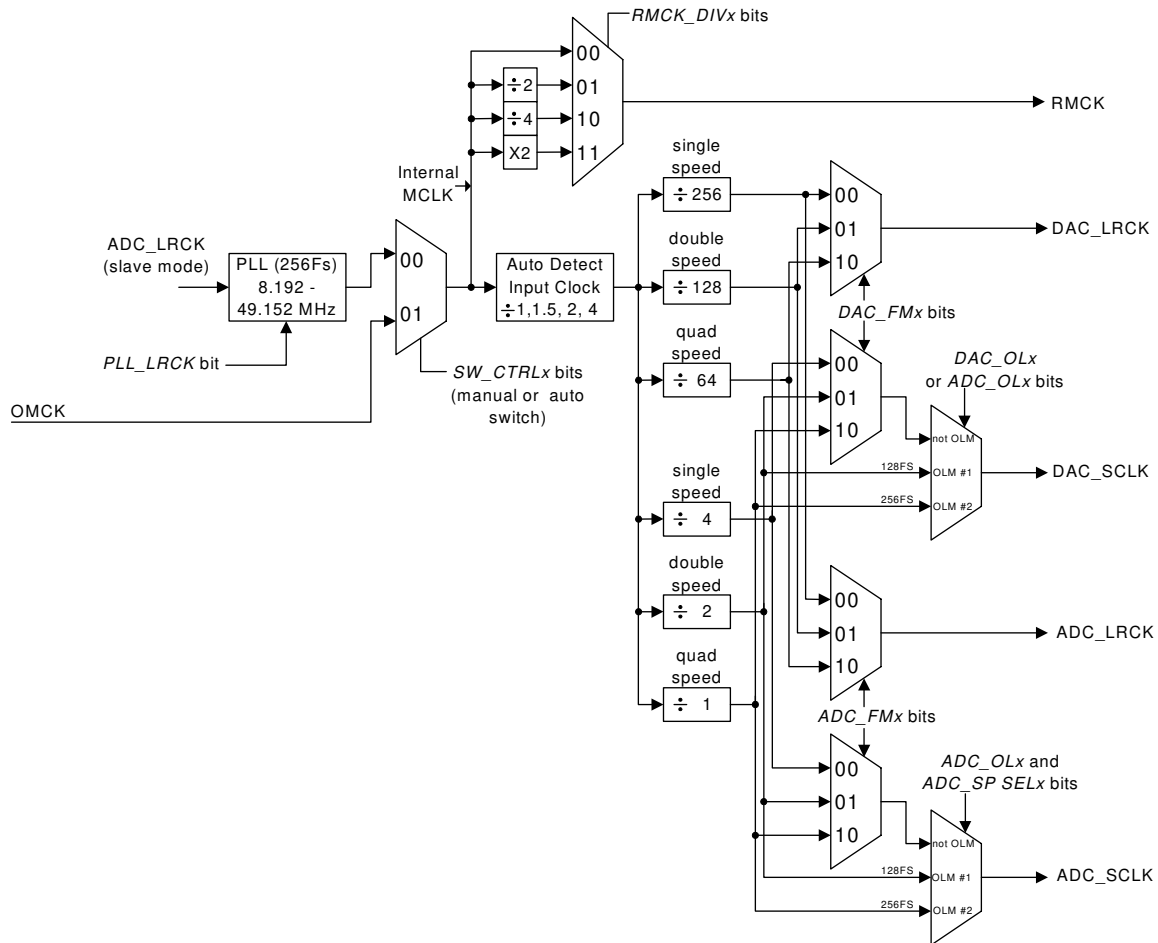 RMCK_DIVx bits
00
÷2
01
÷4
10
X2
11
RMCK
Internal
MCLK
single
speed
÷256
00
01
10
DAC_LRCK
ADC_LRCK
(slave mode)
PLL (256Fs)
8.192 -
49.152 MHz
00
01
Auto Detect
Input Clock
÷1,1.5, 2, 4
double
speed
÷128
DAC_FMx bits
PLL_LRCK bit
SW_CTRLx bits
(manual or auto
switch)
OMCK
quad
speed
÷ 64
00
01
10
DAC_OLx
or ADC_OLx bits
not OLM
128FS
OLM #1
256FS
OLM #2
DAC_SCLK
single
speed
÷ 4
double
speed
÷ 2
00
01
10
ADC_LRCK
quad
speed
÷ 1
ADC_FMx bits
00
01
10
ADC_OLx and
ADC_SP SELx bits
not OLM
128FS
OLM #1
256FS
OLM #2
ADC_SCLK